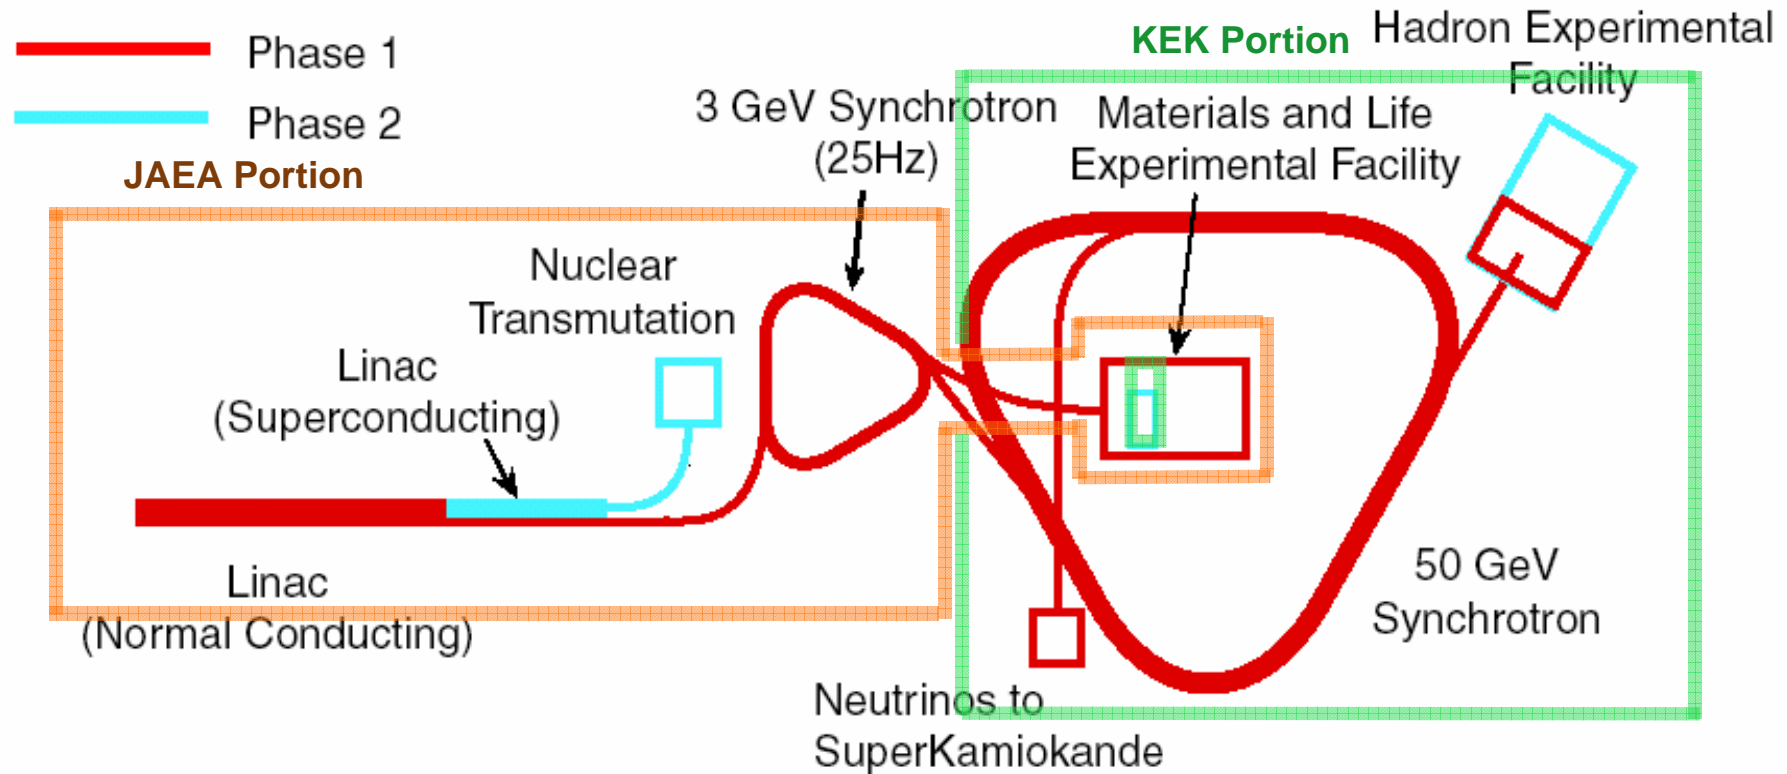 Phase 1
Phase 2
JAEA Portion
KEK Portion
Hadron Experimental
Facility
3 GeV Synchrotron
(25Hz)
Materials and Life
Experimental Facility
Nuclear
Transmutation
Linac
(Superconducting)
Linac
(Normal Conducting)
50 GeV
Synchrotron
Neutrinos to
SuperKamiokande